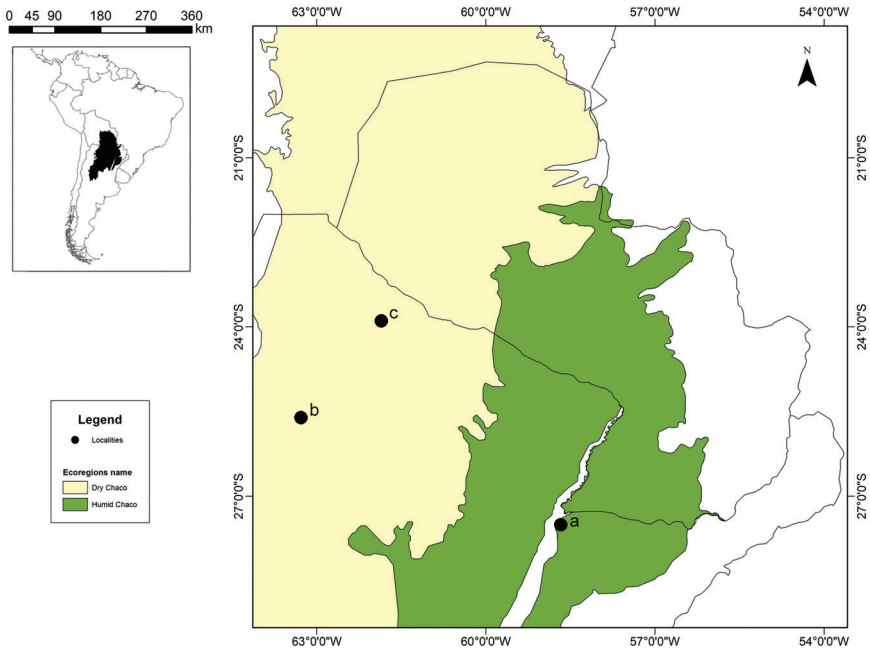 0 45 90 180 270 360
km
63°0'0"W 60°0'0"W 57°0'0"W 54°0'0"W
N
21°0'0"S 21°0'0"S
c
24°0'0"S 24°0'0"S
b
Legend
Localities
Ecoregions name
Dry Chaco
Humid Chaco
27°0'0"S 27°0'0"S
a
63°0'0"W 60°0'0"W 57°0'0"W 54°0'0"W